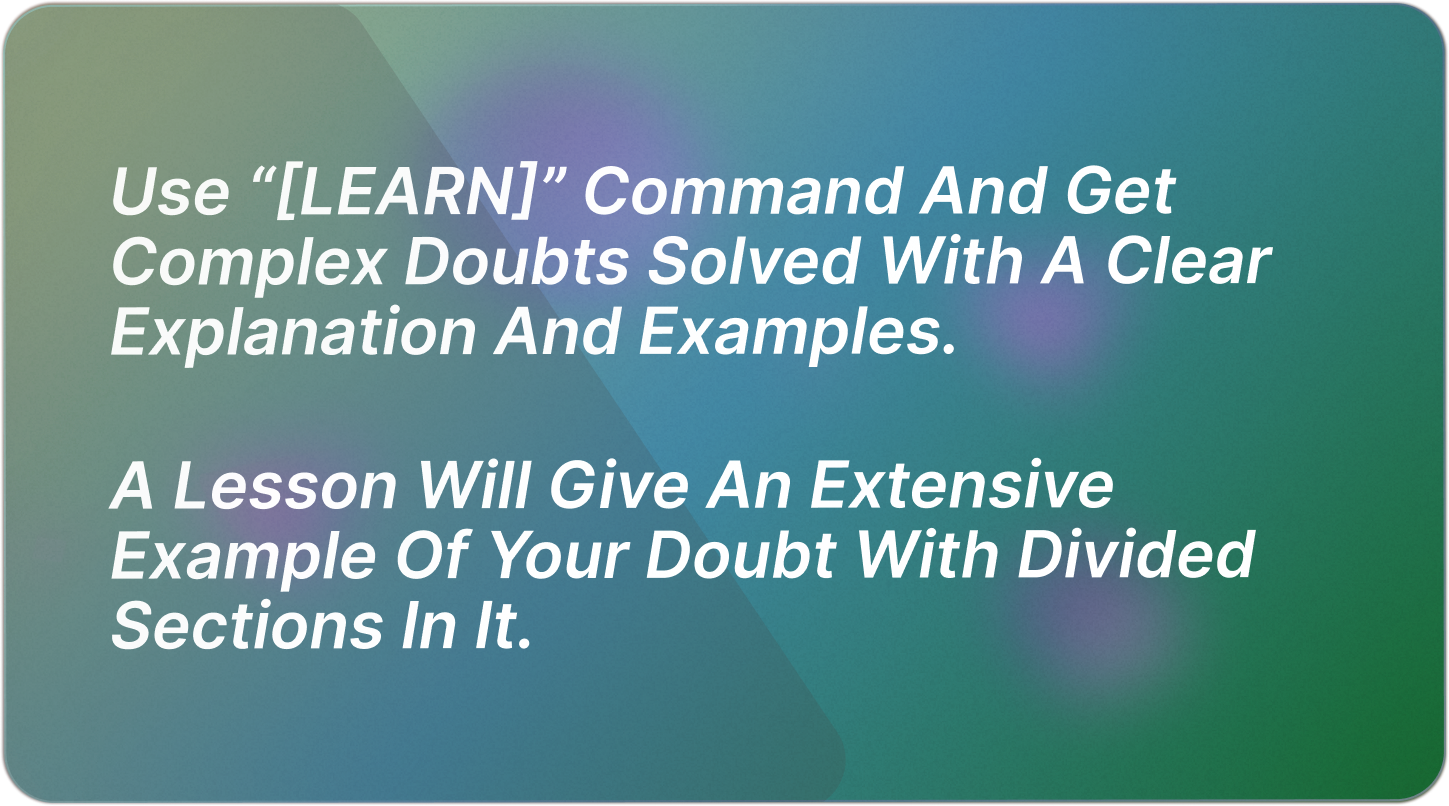 Use “[LEARN]” Command And Get
Complex Doubts Solved With A Clear
Explanation And Examples.
A Lesson Will Give An Extensive
Example Of Your Doubt With Divided
Sections In It.